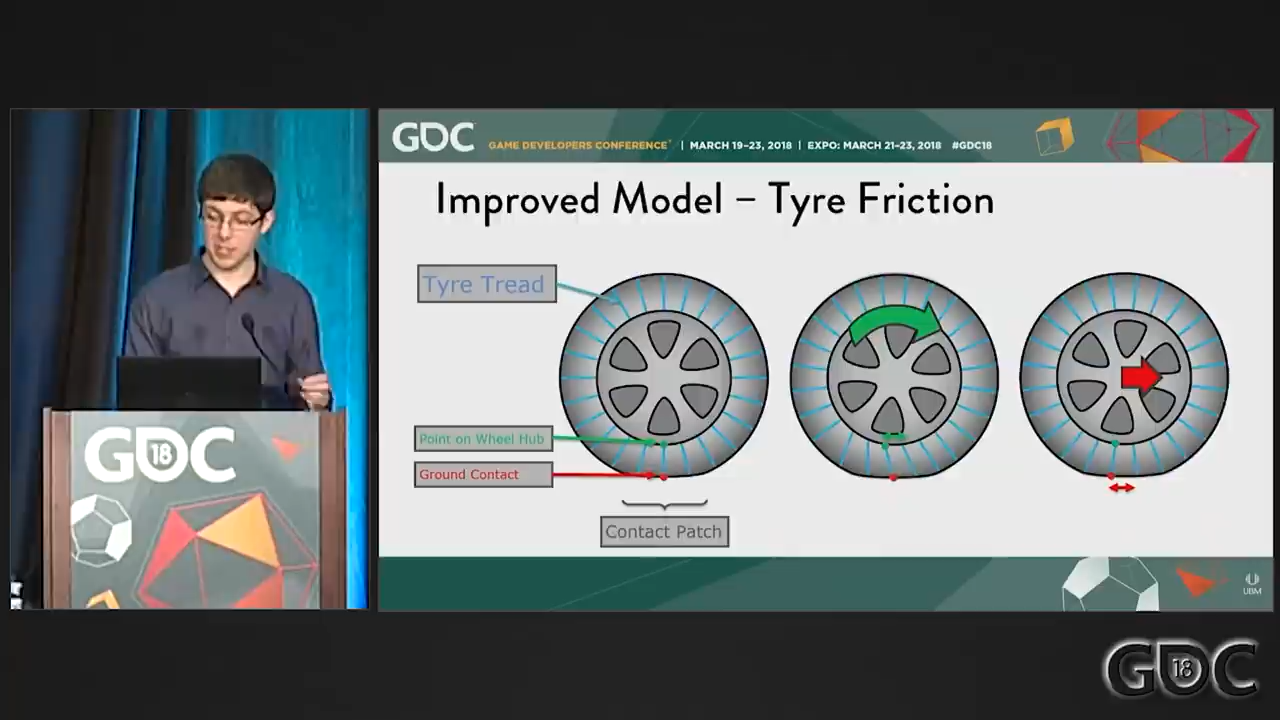 GDC GAME DEVELOPERS CONFERENCE | MARCH 19–23, 2018 | EXPO: MARCH 21–23, 2018 #GDC18
Improved Model – Tyre Friction
Tyre Tread
Point on Wheel Hub
Ground Contact
Contact Patch
UBM
GDC 18
GDC 18